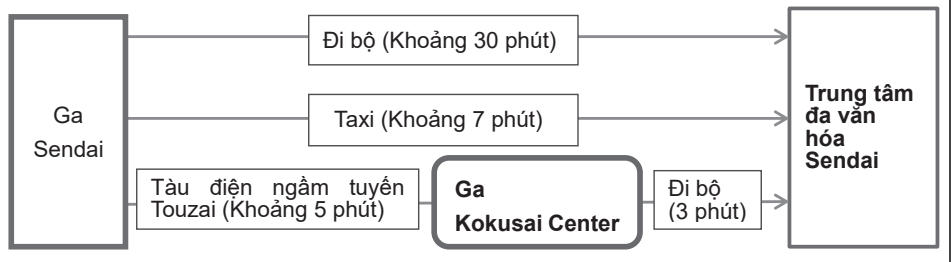 Ga
Sendai
Đi bộ (Khoảng 30 phút)
Taxi (Khoảng 7 phút)
Tàu điện ngầm tuyến
Touzai (Khoảng 5 phút)
Ga
Kokusai Center
Đi bộ
(3 phút)
Trung tâm
đa văn
hóa
Sendai